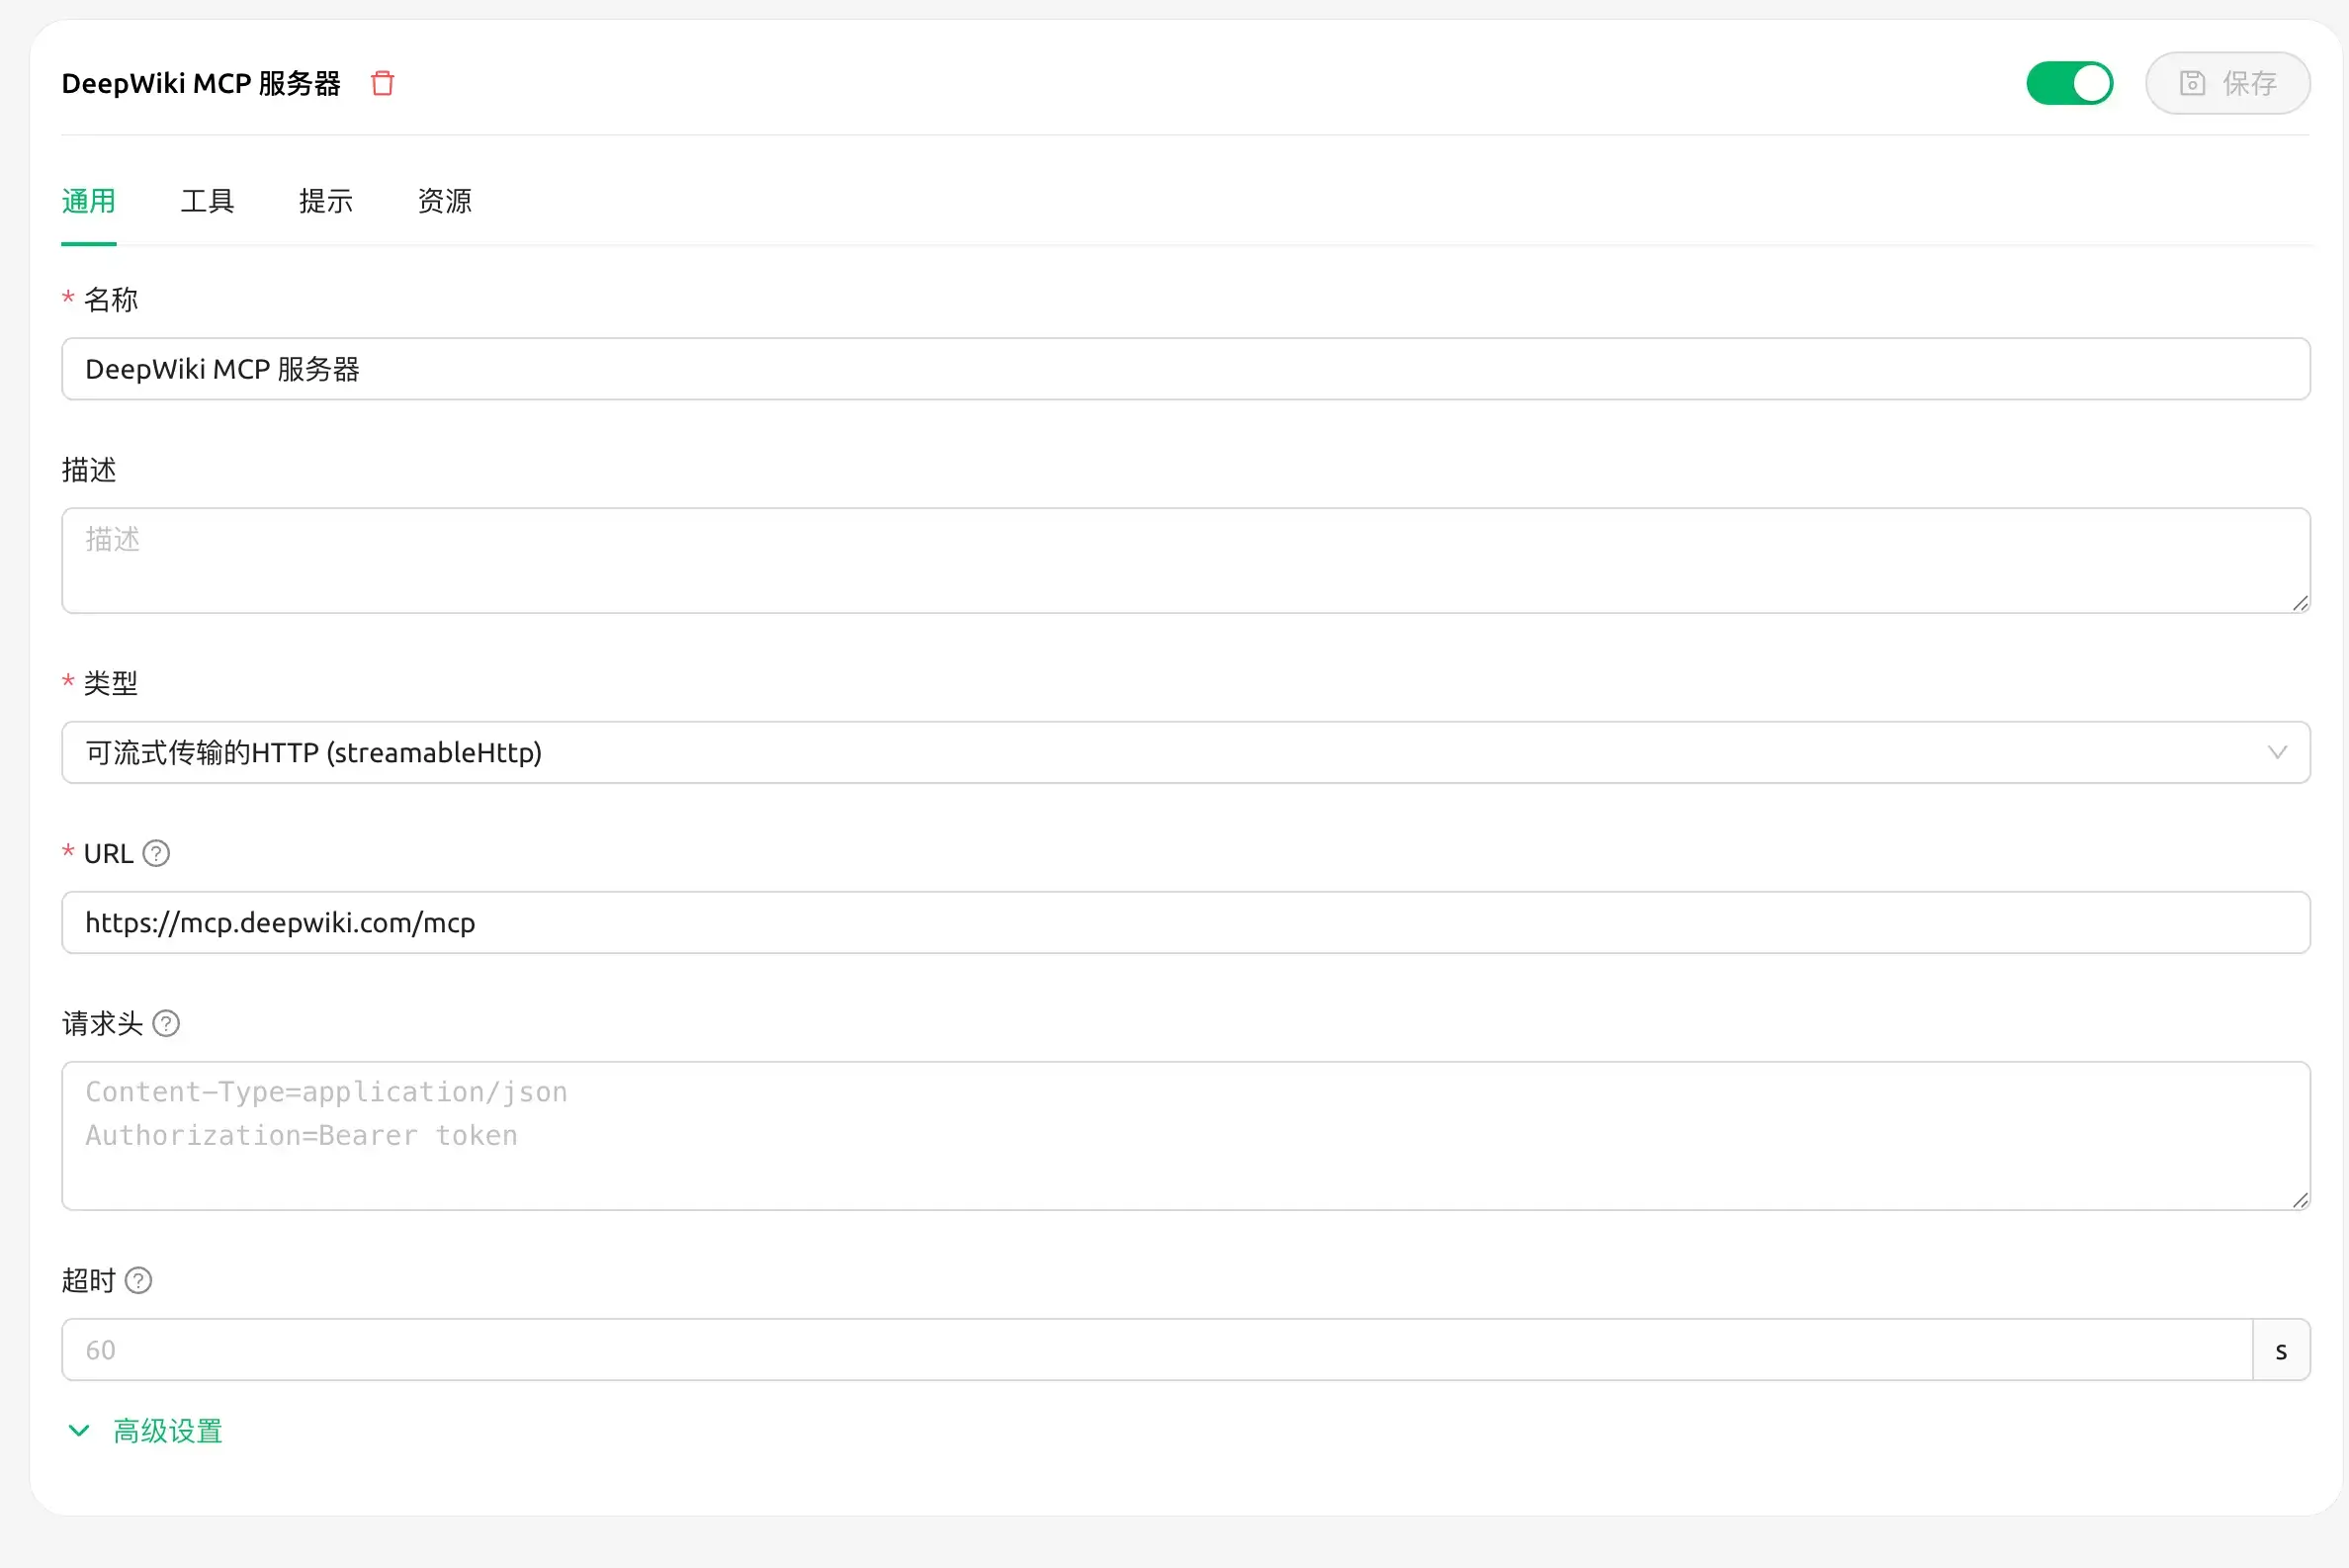 DeepWiki MCP 服务器
保存
通用 工具 提示 资源
* 名称
DeepWiki MCP 服务器
描述
描述
* 类型
可流式传输的HTTP (streamableHttp)
* URL
https://mcp.deepwiki.com/mcp
请求头
Content-Type=application/json
Authorization=Bearer token
超时
60 s
高级设置